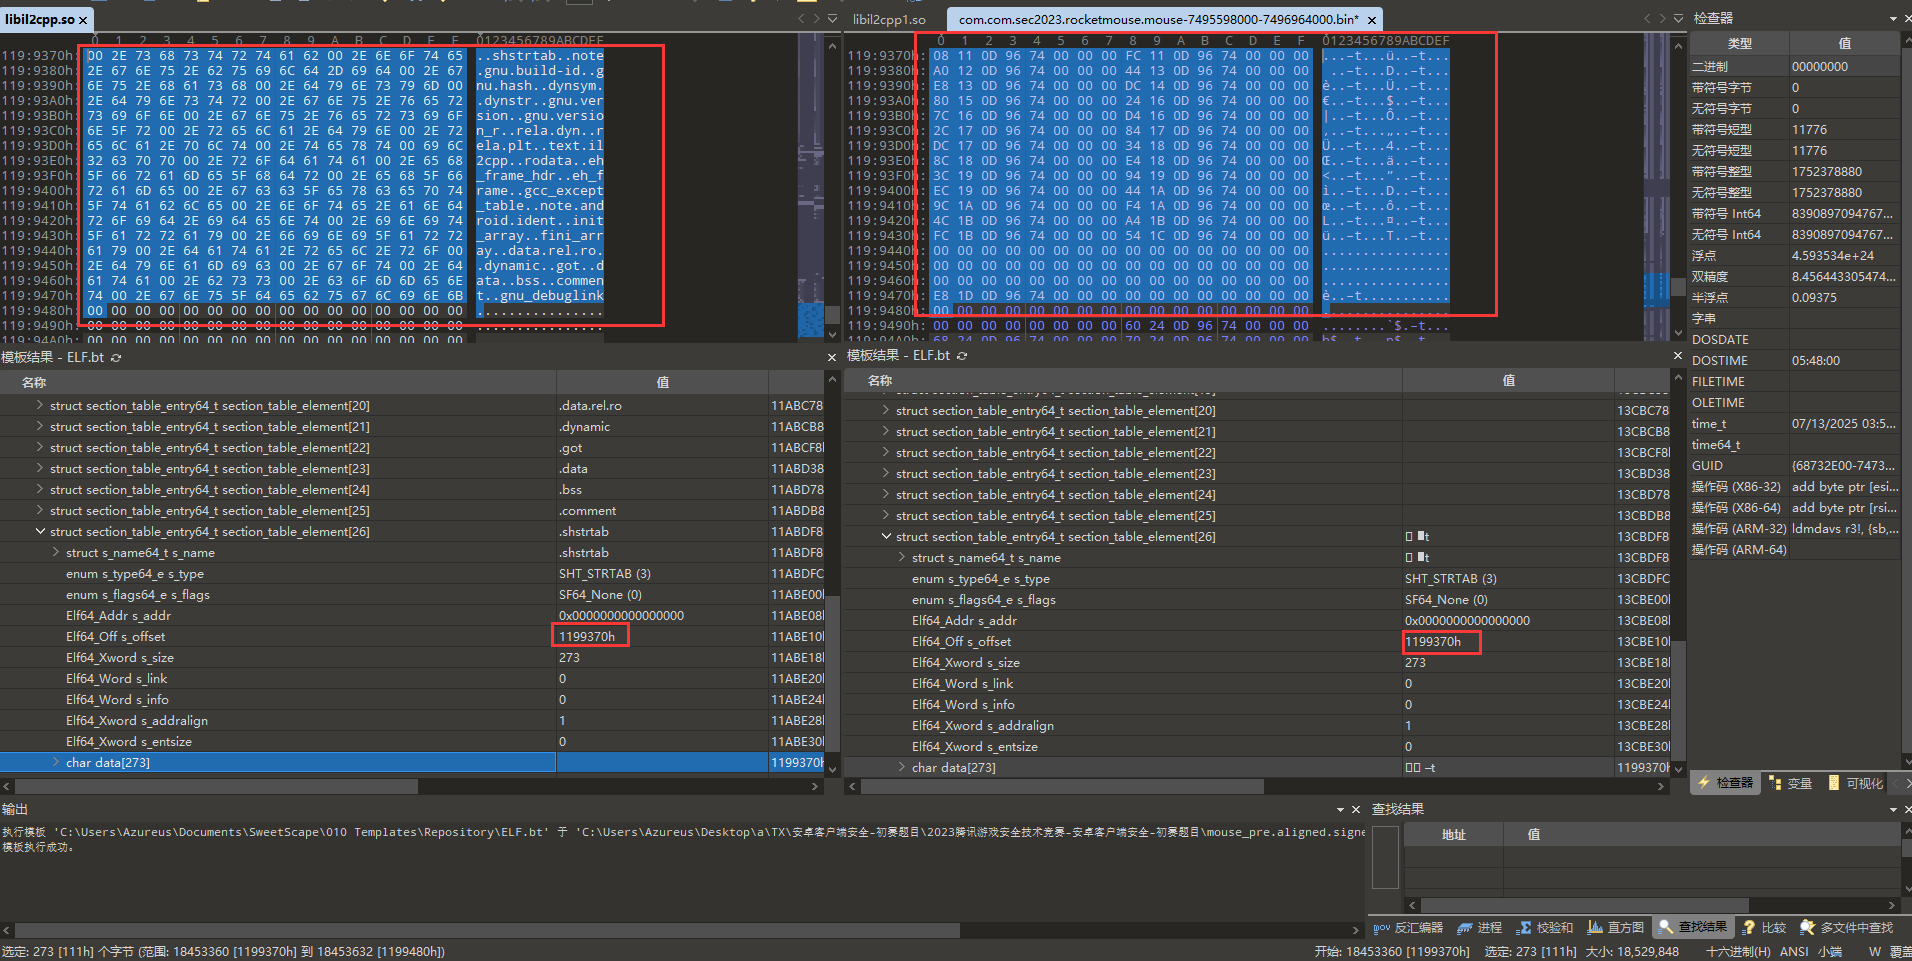 libil2cpp.so ×
libil2cpp1.so
com.com.sec2023.rocketmouse.mouse-7495598000-7496964000.bin* ×
检查器
0 1 2 3 4 5 6 7 8 9 A B C D E F 0123456789ABCDEF
119:9370h: 00 2E 73 68 73 74 72 74 61 62 00 2E 6E 6F 74 65 ..shstrtab..note
119:9380h: 2E 67 6E 75 2E 62 75 69 6C 64 2D 69 64 00 2E 67 .gnu.build-id..g
119:9390h: 6E 75 2E 68 61 73 68 00 2E 64 79 6E 73 79 6D 00 nu.hash..dynsym.
119:93A0h: 2E 64 79 6E 73 74 72 00 2E 67 6E 75 2E 76 65 72 .dynstr..gnu.ver
119:93B0h: 73 69 6F 6E 00 2E 67 6E 75 2E 76 65 72 73 69 6F sion..gnu.versio
119:93C0h: 6E 5F 72 00 2E 72 65 6C 61 2E 64 79 6E 00 2E 72 n_r..rela.dyn..r
119:93D0h: 65 6C 61 2E 70 6C 74 00 2E 74 65 78 74 00 69 6C ela.plt..text.il
119:93E0h: 32 63 70 70 00 2E 72 6F 64 61 74 61 00 2E 65 68 2cpp..rodata..eh
119:93F0h: 5F 66 72 61 6D 65 5F 68 64 72 00 2E 65 68 5F 66 _frame_hdr..eh_f
119:9400h: 72 61 6D 65 00 2E 67 63 63 5F 65 78 63 65 70 74 rame..gcc_except
119:9410h: 5F 74 61 62 6C 65 00 2E 6E 6F 74 65 2E 61 6E 64 _table..note.and
119:9420h: 72 6F 69 64 2E 69 64 65 6E 74 00 2E 69 6E 69 74 roid.ident..init
119:9430h: 5F 61 72 72 61 79 00 2E 66 69 6E 69 5F 61 72 72 _array..fini_arr
119:9440h: 61 79 00 2E 64 61 74 61 2E 72 65 6C 2E 72 6F 00 ay..data.rel.ro.
119:9450h: 2E 64 79 6E 61 6D 69 63 00 2E 67 6F 74 00 2E 64 .dynamic..got..d
119:9460h: 61 74 61 00 2E 62 73 73 00 2E 63 6F 6D 6D 65 6E ata..bss..commen
119:9470h: 74 00 2E 67 6E 75 5F 64 65 62 75 67 6C 69 6E 6B t..gnu_debuglink
119:9480h: 00 00 00 00 00 00 00 00 00 00 00 00 00 00 00 00 ................
119:9490h: 00 00 00 00 00 00 00 00 00 00 00 00 00 00 00 00 ................
0 1 2 3 4 5 6 7 8 9 A B C D E F 0123456789ABCDEF
119:9370h: 08 11 0D 96 74 00 00 00 FC 11 0D 96 74 00 00 00 ...–t...ü..–t...
119:9380h: A0 12 0D 96 74 00 00 00 44 13 0D 96 74 00 00 00 ...–t...D..–t...
119:9390h: E8 13 0D 96 74 00 00 00 DC 14 0D 96 74 00 00 00 è..–t...Ü..–t...
119:93A0h: 80 15 0D 96 74 00 00 00 24 16 0D 96 74 00 00 00 €..–t...$..–t...
119:93B0h: 7C 16 0D 96 74 00 00 00 D4 16 0D 96 74 00 00 00 |..–t...Ô..–t...
119:93C0h: 2C 17 0D 96 74 00 00 00 84 17 0D 96 74 00 00 00 ,..–t...„..–t...
119:93D0h: DC 17 0D 96 74 00 00 00 34 18 0D 96 74 00 00 00 Ü..–t...4..–t...
119:93E0h: 8C 18 0D 96 74 00 00 00 E4 18 0D 96 74 00 00 00 Œ..–t...ä..–t...
119:93F0h: 3C 19 0D 96 74 00 00 00 94 19 0D 96 74 00 00 00 <..–t...”..–t...
119:9400h: EC 19 0D 96 74 00 00 00 44 1A 0D 96 74 00 00 00 ì..–t...D..–t...
119:9410h: 9C 1A 0D 96 74 00 00 00 F4 1A 0D 96 74 00 00 00 œ..–t...ô..–t...
119:9420h: 4C 1B 0D 96 74 00 00 00 A4 1B 0D 96 74 00 00 00 L..–t...¤..–t...
119:9430h: FC 1B 0D 96 74 00 00 00 54 1C 0D 96 74 00 00 00 ü..–t...T..–t...
119:9440h: 00 00 00 00 00 00 00 00 00 00 00 00 00 00 00 00 ................
119:9450h: 00 00 00 00 00 00 00 00 00 00 00 00 00 00 00 00 ................
119:9460h: 00 00 00 00 00 00 00 00 00 00 00 00 00 00 00 00 ................
119:9470h: E8 1D 0D 96 74 00 00 00 00 00 00 00 00 00 00 00 è..–t...........
119:9480h: 00 00 00 00 00 00 00 00 00 00 00 00 00 00 00 00 ................
119:9490h: 00 00 00 00 00 00 00 00 60 24 0D 96 74 00 00 00 ........`$.–t...
类型 值
二进制 00000000
带符号字节 0
无符号字节 0
带符号短型 11776
无符号短型 11776
带符号整型 1752378880
无符号整型 1752378880
带符号 Int64 8390897094767...
无符号 Int64 8390897094767...
浮点 4.593534e+24
双精度 8.456443305474...
半浮点 0.09375
字串
DOSDATE
DOSTIME 05:48:00
FILETIME
OLETIME
time_t 07/13/2025 03:5...
time64_t
GUID {68732E00-7473...
操作码 (X86-32) add byte ptr [esi...
操作码 (X86-64) add byte ptr [rsi...
操作码 (ARM-32) ldmdavs r3!, {sb,...
操作码 (ARM-64)
检查器 变量 可视化
模板结果 - ELF.bt
名称 值
struct section_table_entry64_t section_table_element[20] .data.rel.ro 11ABC78
struct section_table_entry64_t section_table_element[21] .dynamic 11ABCB8
struct section_table_entry64_t section_table_element[22] .got 11ABCF8
struct section_table_entry64_t section_table_element[23] .data 11ABD38
struct section_table_entry64_t section_table_element[24] .bss 11ABD78
struct section_table_entry64_t section_table_element[25] .comment 11ABDB8
struct section_table_entry64_t section_table_element[26] .shstrtab 11ABDF8
struct s_name64_t s_name .shstrtab 11ABDF8
enum s_type64_e s_type SHT_STRTAB (3) 11ABDFC
enum s_flags64_e s_flags SF64_None (0) 11ABE00
Elf64_Addr s_addr 0x0000000000000000 11ABE08
Elf64_Off s_offset 1199370h 11ABE10
Elf64_Xword s_size 273 11ABE18
Elf64_Word s_link 0 11ABE20
Elf64_Word s_info 0 11ABE24
Elf64_Xword s_addralign 1 11ABE28
Elf64_Xword s_entsize 0 11ABE30
char data[273] 1199370h
模板结果 - ELF.bt
名称 值
struct section_table_entry64_t section_table_element[20] 13CBC78
struct section_table_entry64_t section_table_element[21] 13CBCB8
struct section_table_entry64_t section_table_element[22] 13CBCF8
struct section_table_entry64_t section_table_element[23] 13CBD38
struct section_table_entry64_t section_table_element[24] 13CBD78
struct section_table_entry64_t section_table_element[25] 13CBDB8
struct section_table_entry64_t section_table_element[26] 13CBDF8
struct s_name64_t s_name 13CBDF8
enum s_type64_e s_type SHT_STRTAB (3) 13CBDFC
enum s_flags64_e s_flags SF64_None (0) 13CBE00
Elf64_Addr s_addr 0x0000000000000000 13CBE08
Elf64_Off s_offset 1199370h 13CBE10
Elf64_Xword s_size 273 13CBE18
Elf64_Word s_link 0 13CBE20
Elf64_Word s_info 0 13CBE24
Elf64_Xword s_addralign 1 13CBE28
Elf64_Xword s_entsize 0 13CBE30
char data[273] –t 1199370h
输出
执行模板 'C:\Users\Azureus\Documents\SweetScape\010 Templates\Repository\ELF.bt' 于 'C:\Users\Azureus\Desktop\a\TX\安卓客户端安全-初赛题目\2023腾讯游戏安全技术竞赛-安卓客户端安全-初赛题目\mouse_pre.aligned.signe
模板执行成功。
查找结果
地址 值
反汇编器 进程 校验和 直方图 查找结果 比较 多文件中查找
选定: 273 [111h] 个字节 (范围: 18453360 [1199370h] 到 18453632 [1199480h])
开始: 18453360 [1199370h] 选定: 273 [111h] 大小: 18,529,848 十六进制(H) ANSI 小端 W 覆盖